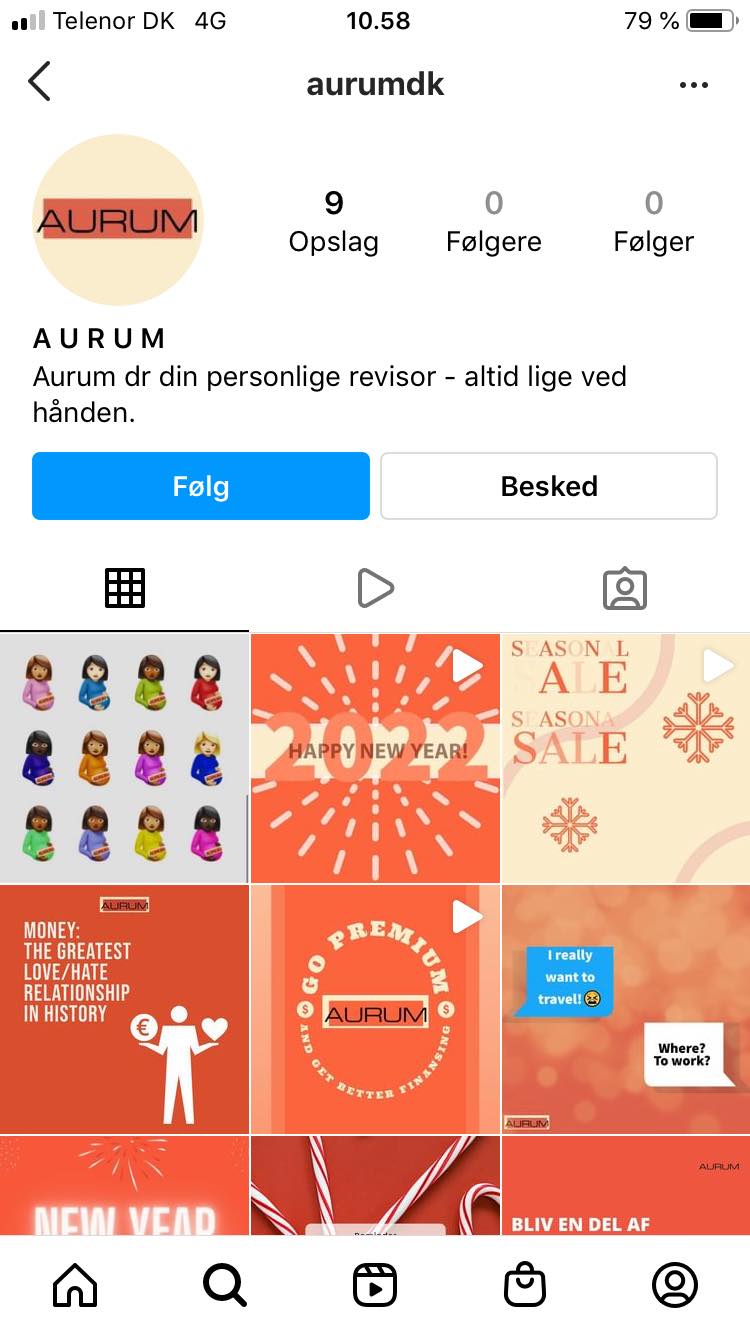 Telenor DK 4G 10.58 79 %
aurumdk
AURUM
9 0 0
Opslag Følgere Følger
A U R U M
Aurum dr din personlige revisor - altid lige ved
hånden.
Følg Besked
2022
HAPPY NEW YEAR!
SEASONAL
SALE
SEASONAL
SALE
AURUM
MONEY:
THE GREATEST
LOVE/HATE
RELATIONSHIP
IN HISTORY
€
GO PREMIUM
$ AURUM $
AND GET BETTER FINANSING
I really
want to
travel!
Where?
To work?
AURUM
NEW YEAR
AURUM
BLIV EN DEL AF